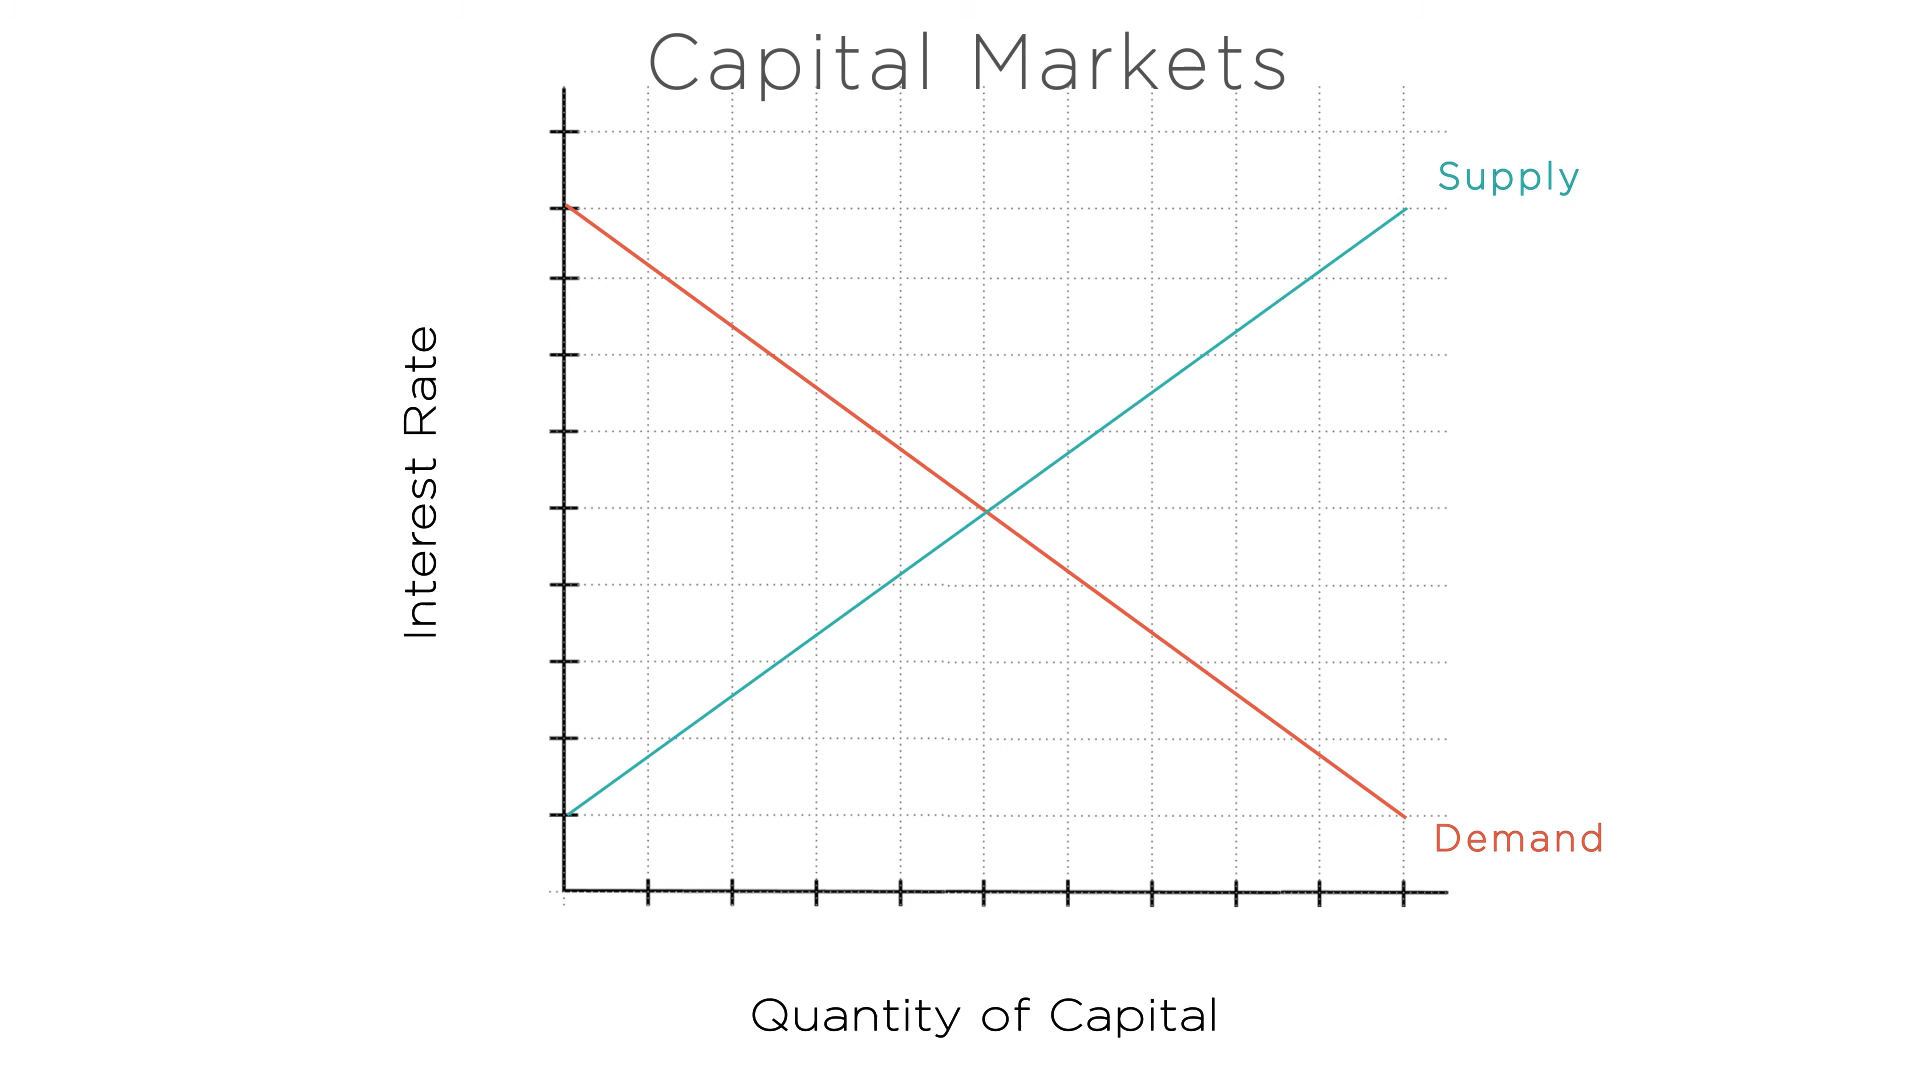 Capital Markets
Supply
Interest Rate
Demand
Quantity of Capital